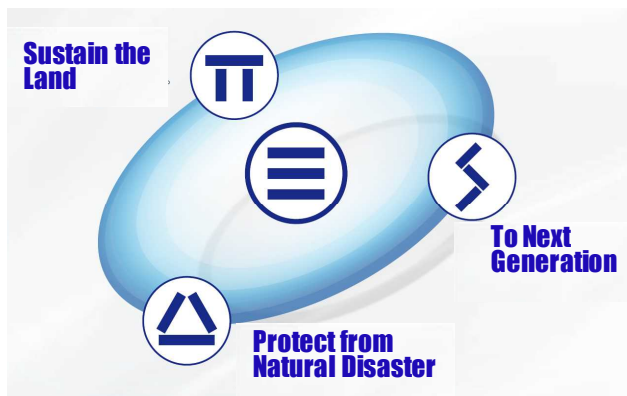 Sustain the
Land
To Next
Generation
Protect from
Natural Disaster